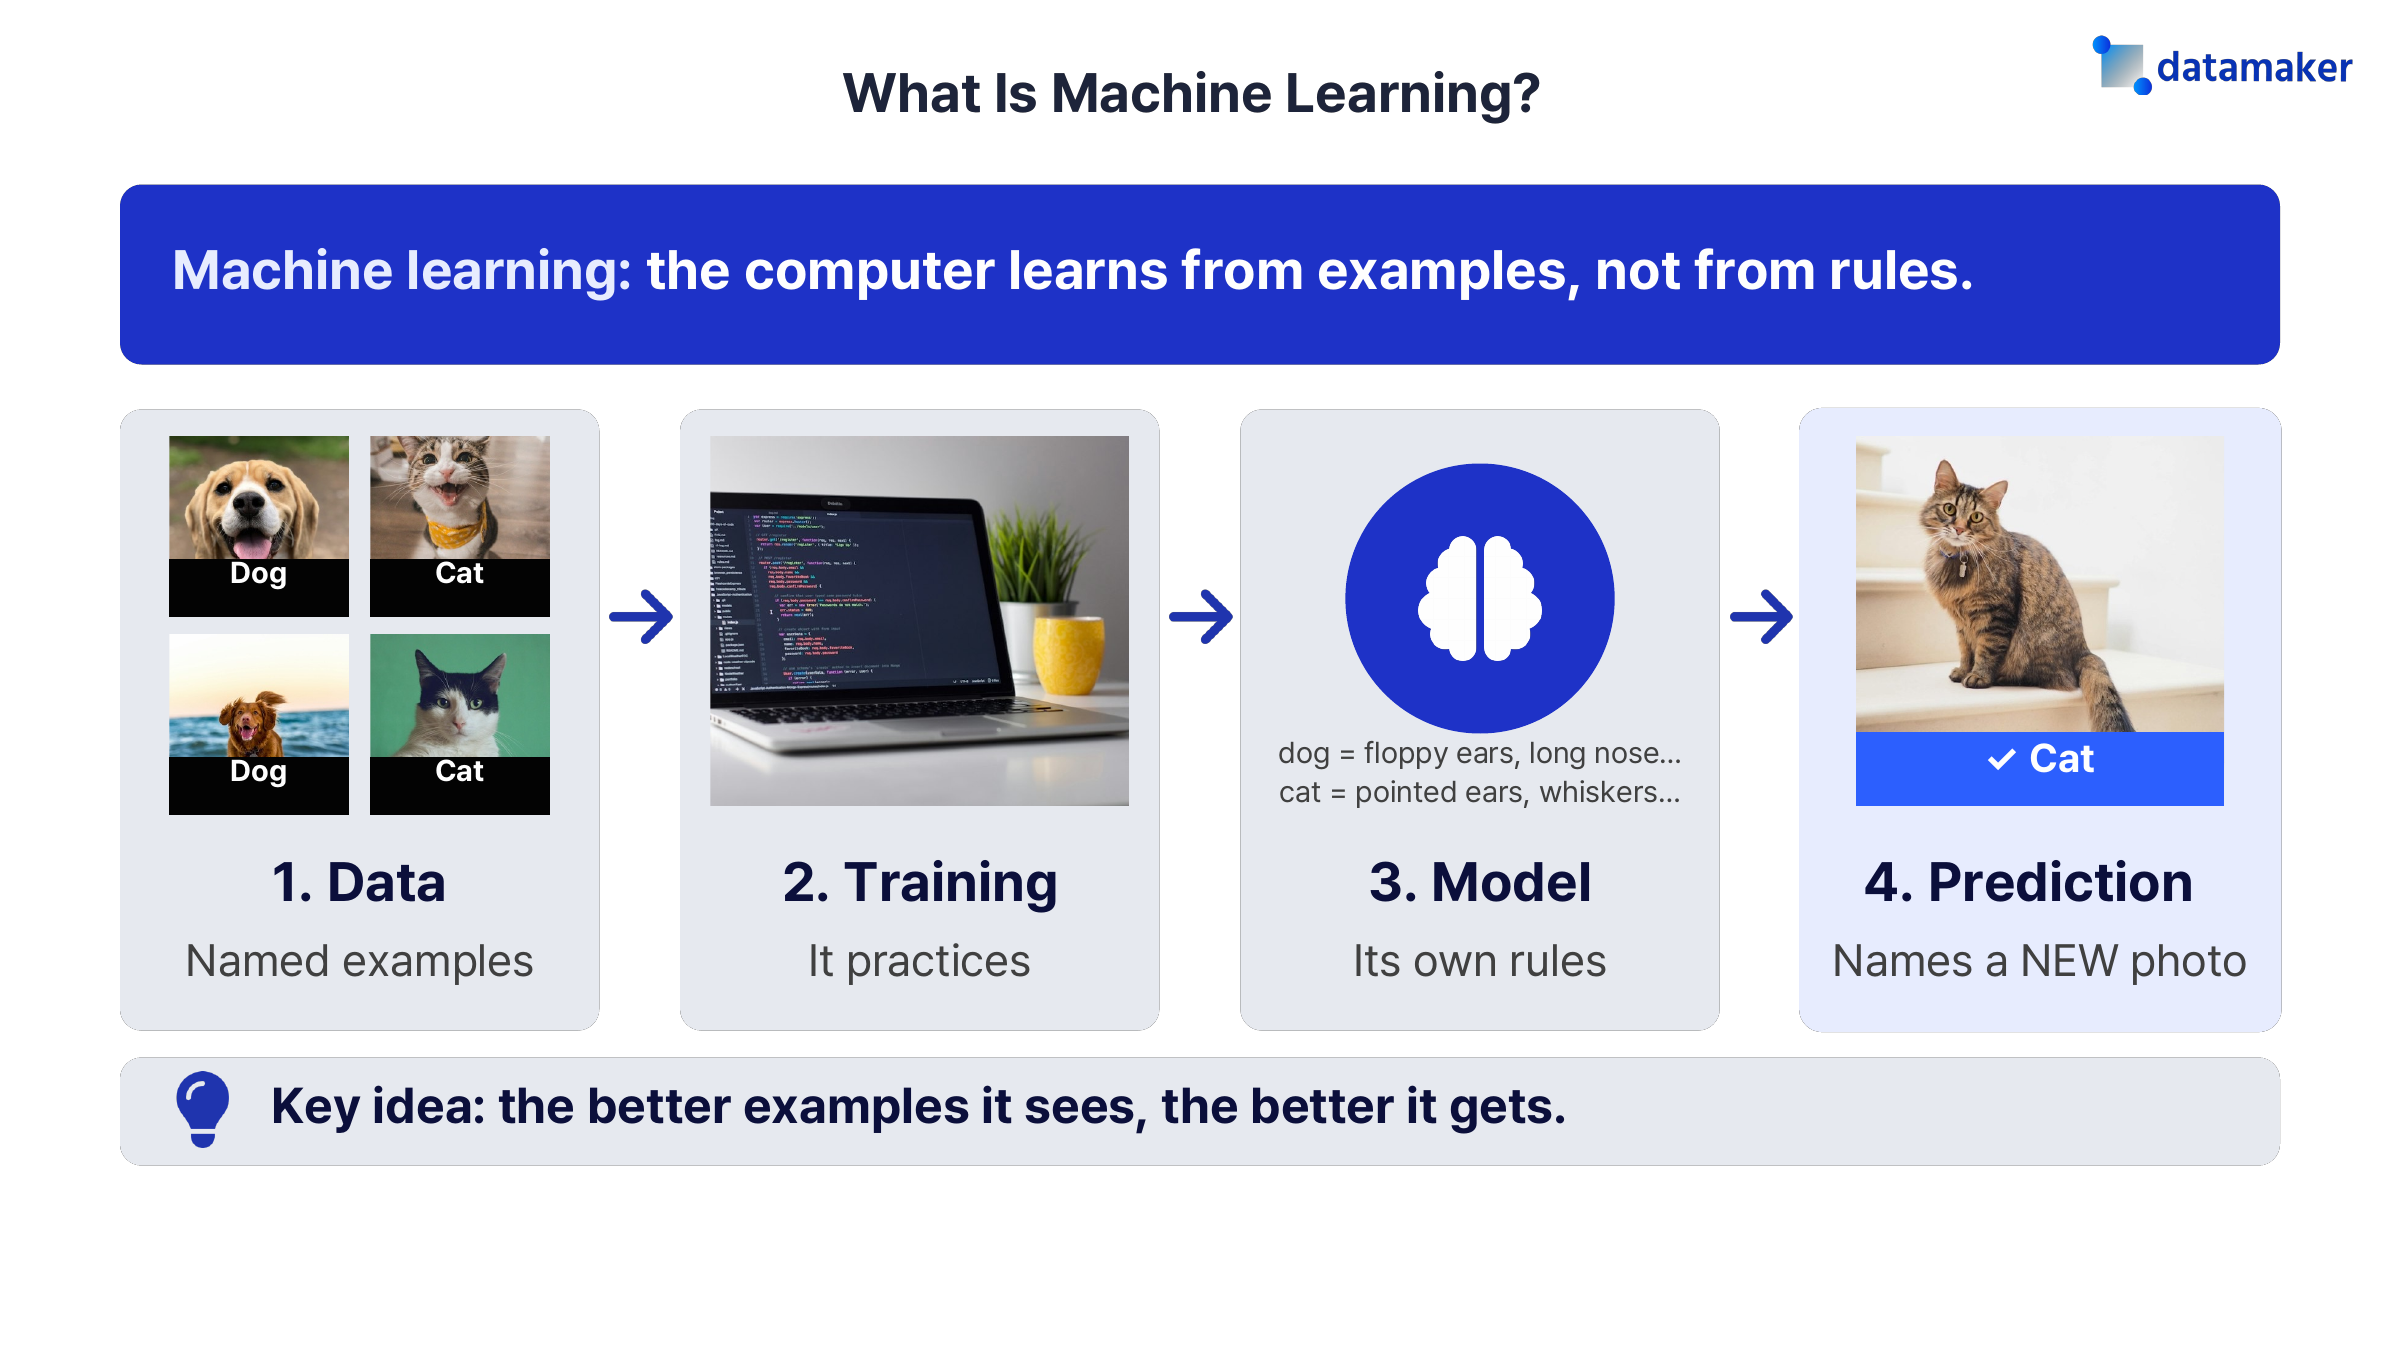 What Is Machine Learning?
datamaker
Machine learning: the computer learns from examples, not from rules.
Dog
Cat
Dog
Cat
1. Data
Named examples
2. Training
It practices
dog = floppy ears, long nose...
cat = pointed ears, whiskers...
3. Model
Its own rules
✓ Cat
4. Prediction
Names a NEW photo
Key idea: the better examples it sees, the better it gets.